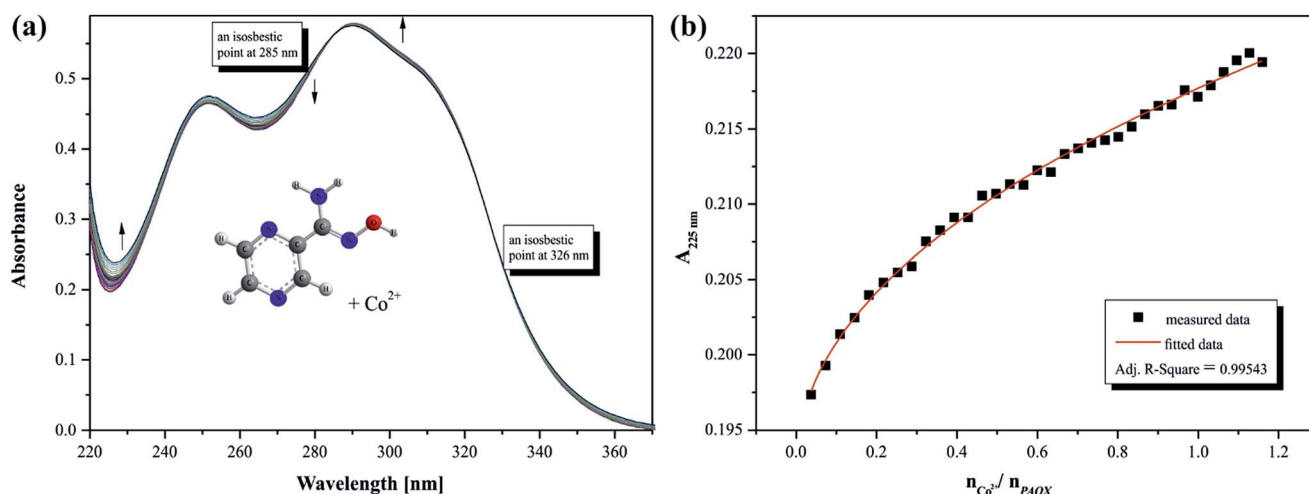 (a)
an isosbestic
point at 285 nm
an isosbestic
point at 326 nm
+ Co²⁺
H
H
N
O
H
N
C
N
H
C
C
C
C
H
N
H
0.5
0.4
0.3
0.2
0.1
0.0
Absorbance
220 240 260 280 300 320 340 360
Wavelength [nm]
(b)
0.220
0.215
0.210
0.205
0.200
0.195
A225 nm
measured data
fitted data
Adj. R-Square = 0.99543
0.0 0.2 0.4 0.6 0.8 1.0 1.2
nCo²⁺/ nPAOX